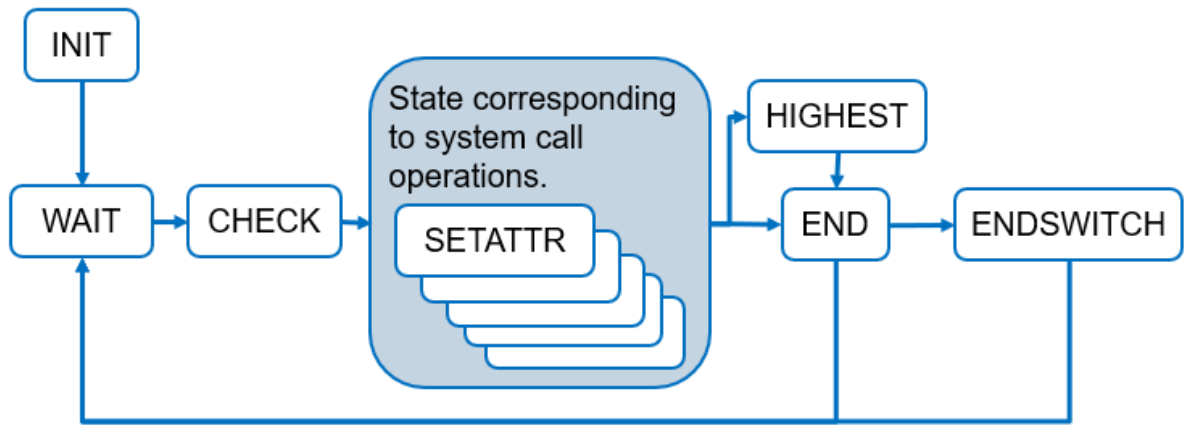 INIT
State corresponding
to system call
operations.
HIGHEST
WAIT
CHECK
SETATTR
END
ENDSWITCH